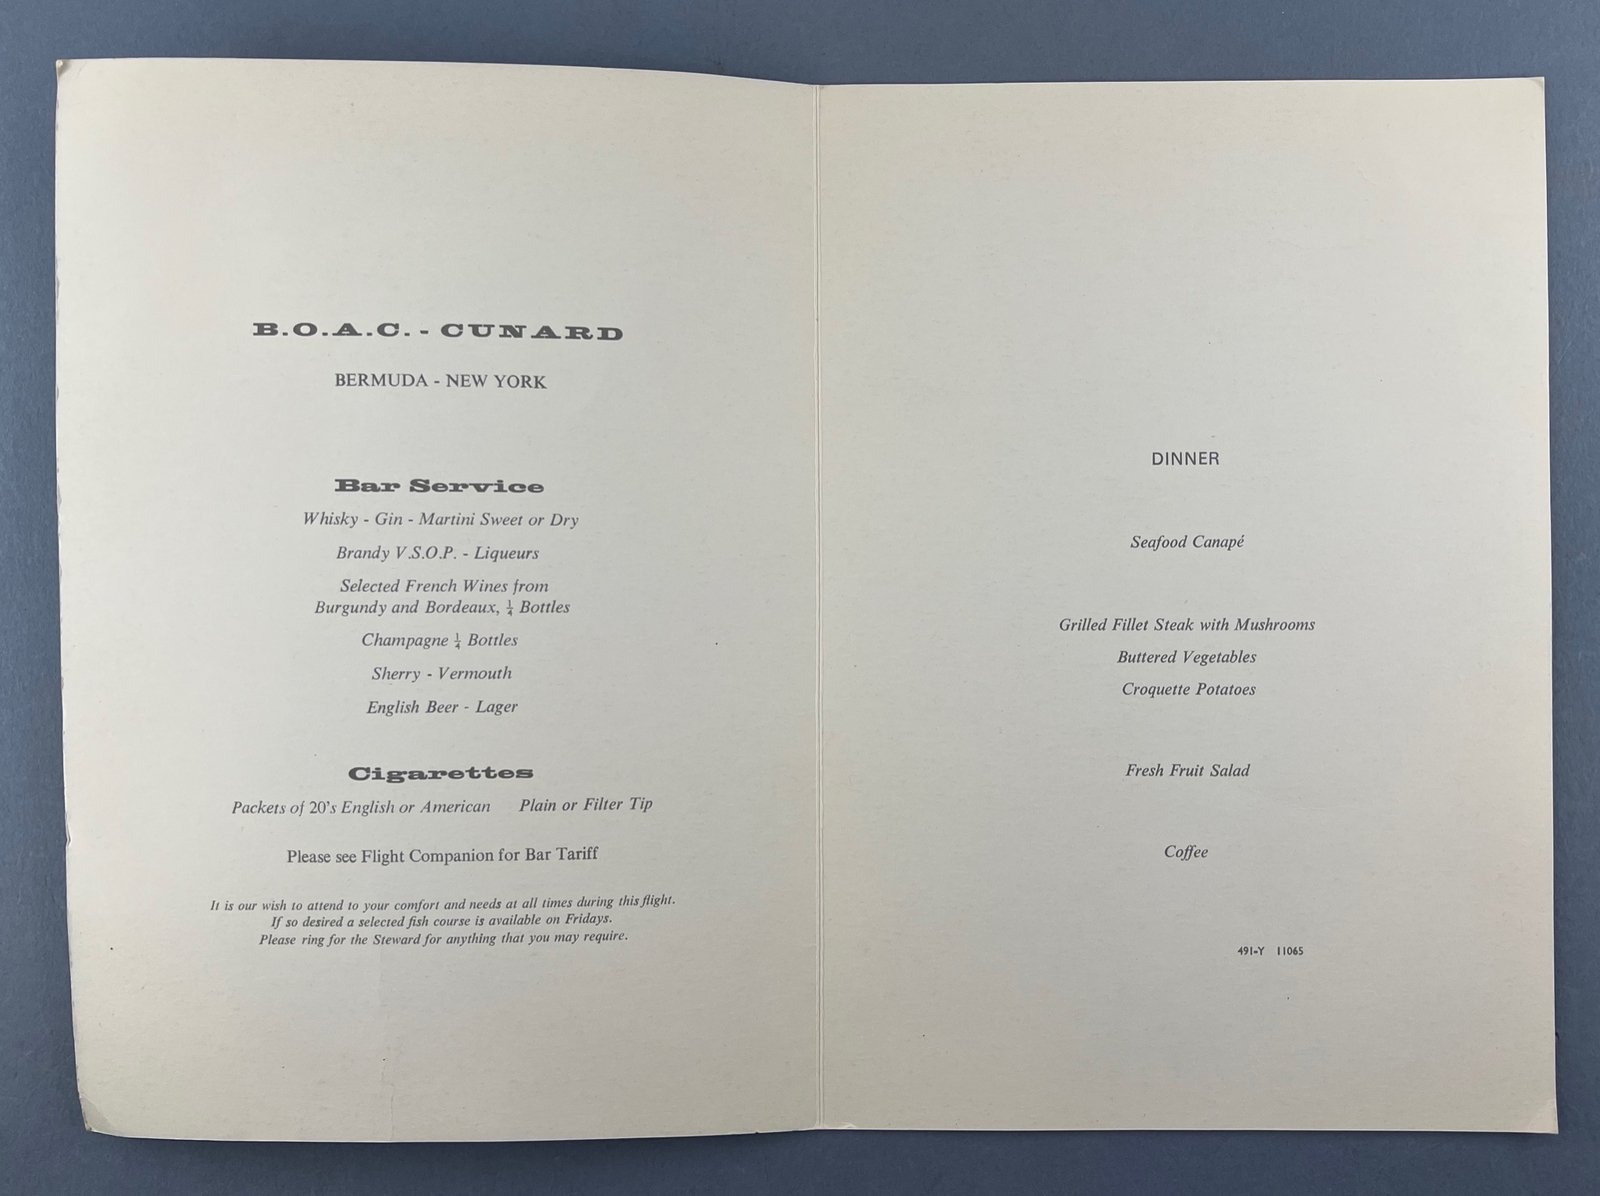 B.O.A.C. - CUNARD
BERMUDA - NEW YORK
Bar Service
Whisky - Gin - Martini Sweet or Dry
Brandy V.S.O.P. - Liqueurs
Selected French Wines from
Burgundy and Bordeaux, ¼ Bottles
Champagne ¼ Bottles
Sherry - Vermouth
English Beer - Lager
Cigarettes
Packets of 20's English or American Plain or Filter Tip
Please see Flight Companion for Bar Tariff
It is our wish to attend to your comfort and needs at all times during this flight.
If so desired a selected fish course is available on Fridays.
Please ring for the Steward for anything that you may require.
DINNER
Seafood Canapé
Grilled Fillet Steak with Mushrooms
Buttered Vegetables
Croquette Potatoes
Fresh Fruit Salad
Coffee
491-Y 11065